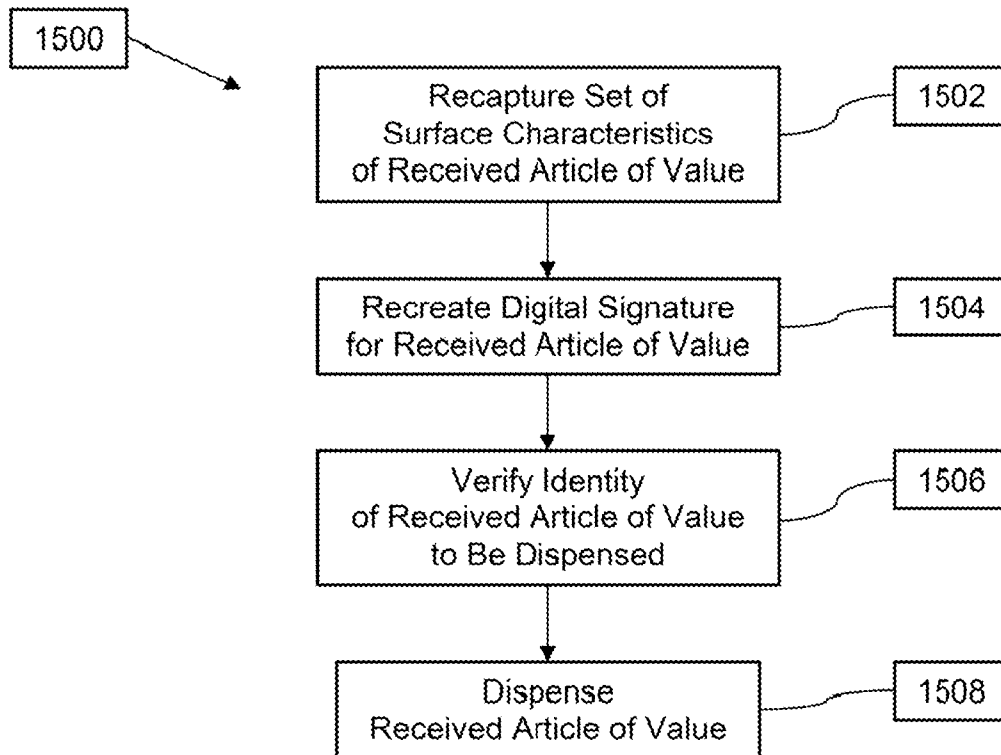 1500
Recapture Set of
Surface Characteristics
of Received Article of Value
1502
Recreate Digital Signature
for Received Article of Value
1504
Verify Identity
of Received Article of Value
to Be Dispensed
1506
Dispense
Received Article of Value
1508